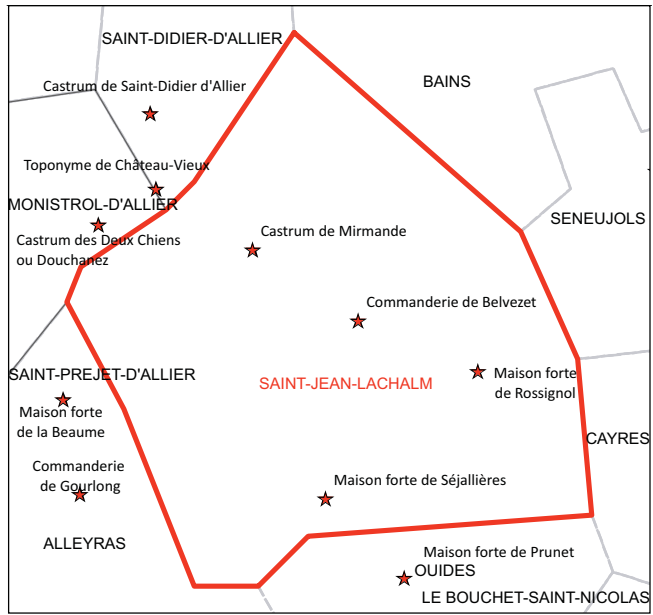 SAINT-DIDIER-D'ALLIER
BAINS
Castrum de Saint-Didier d'Allier
Toponyme de Château-Vieux
MONISTROL-D'ALLIER
SENEUJOLS
Castrum des Deux Chiens
ou Douchanez
Castrum de Mirmande
Commanderie de Belvezet
SAINT-PREJET-D'ALLIER
SAINT-JEAN-LACHALM
Maison forte
de Rossignol
Maison forte
de la Beaume
CAYRES
Commanderie
de Gourlong
Maison forte de Séjallières
ALLEYRAS
Maison forte de Prunet
OUIDES
LE BOUCHET-SAINT-NICOLAS